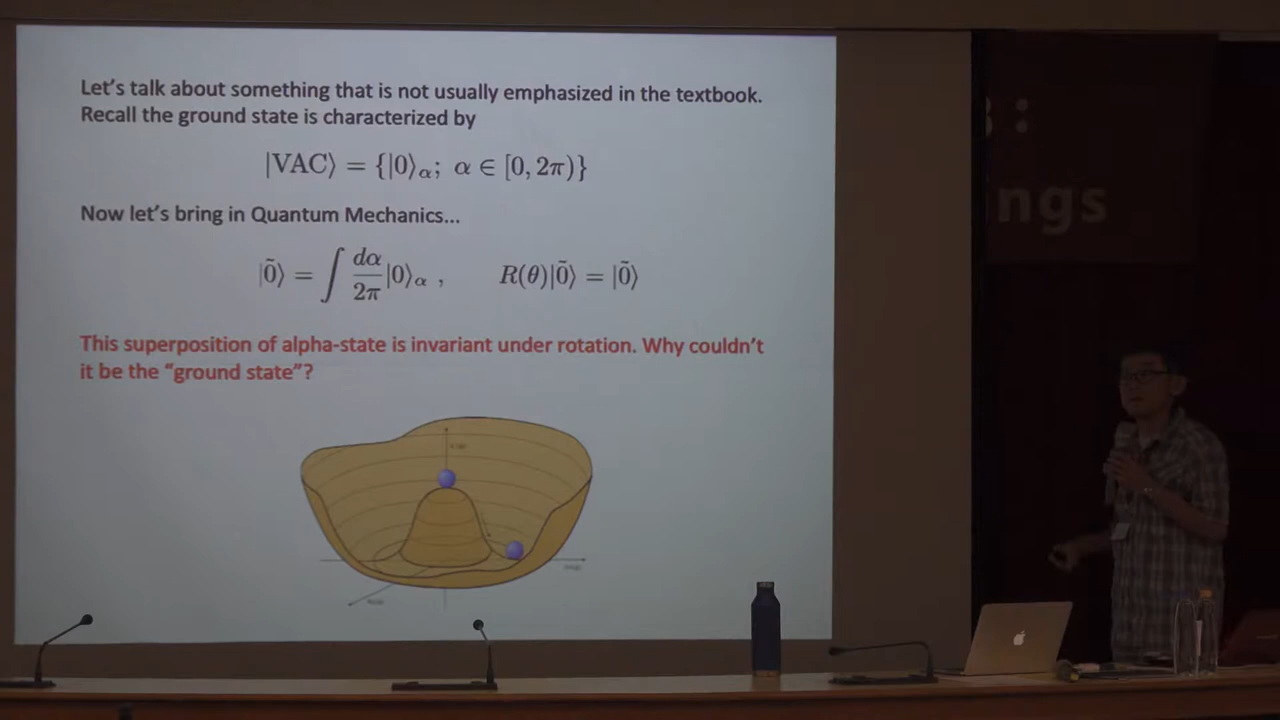 Let's talk about something that is not usually emphasized in the textbook.
Recall the ground state is characterized by
|VAC⟩ = {|0⟩α; α ∈ [0, 2π)}
Now let's bring in Quantum Mechanics...
|0̃⟩ = ∫ dα/2π |0⟩α , R(θ)|0̃⟩ = |0̃⟩
This superposition of alpha-state is invariant under rotation. Why couldn't
it be the “ground state”?
ngs